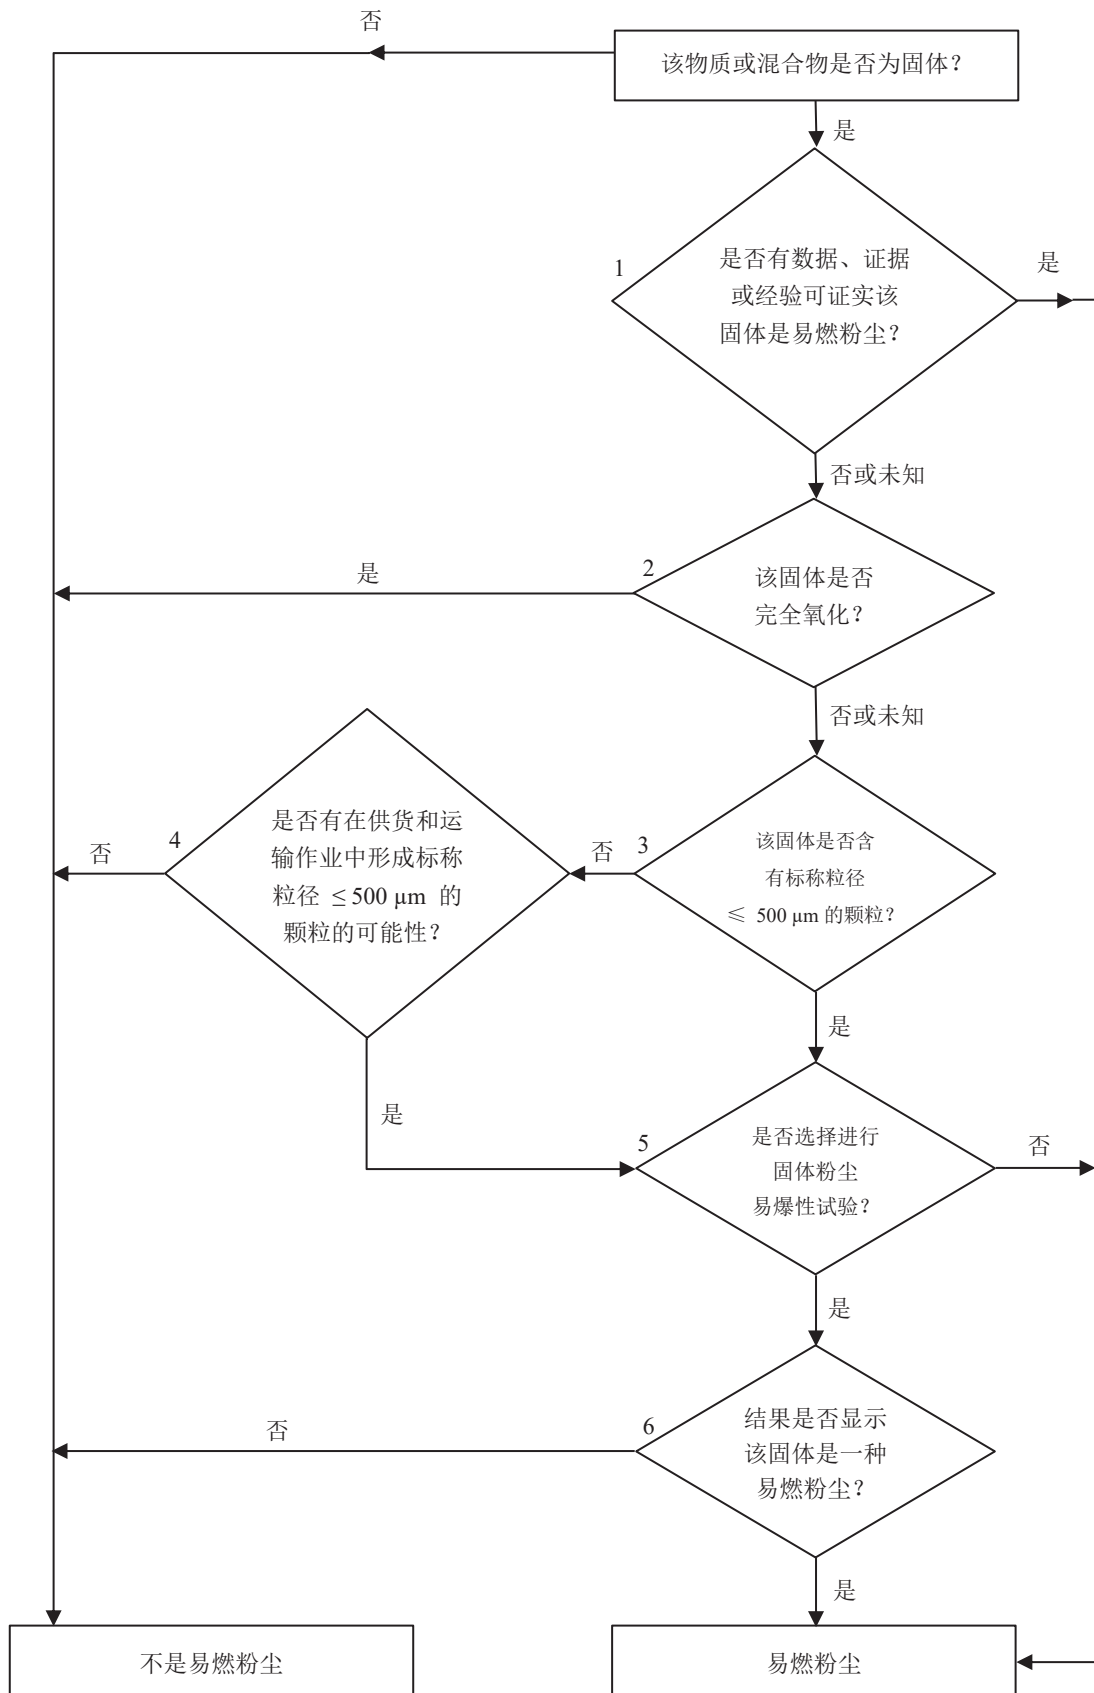 否
该物质或混合物是否为固体？
是
1
是否有数据、证据
或经验可证实该
固体是易燃粉尘？
是
否或未知
2
该固体是否
完全氧化？
是
否或未知
4
是否有在供货和运
输作业中形成标称
粒径 ≤ 500 μm 的
颗粒的可能性？
否
否
3
该固体是否含
有标称粒径
≤ 500 μm 的颗粒？
是
是
5
是否选择进行
固体粉尘
易爆性试验？
否
是
6
结果是否显示
该固体是一种
易燃粉尘？
否
是
不是易燃粉尘
易燃粉尘